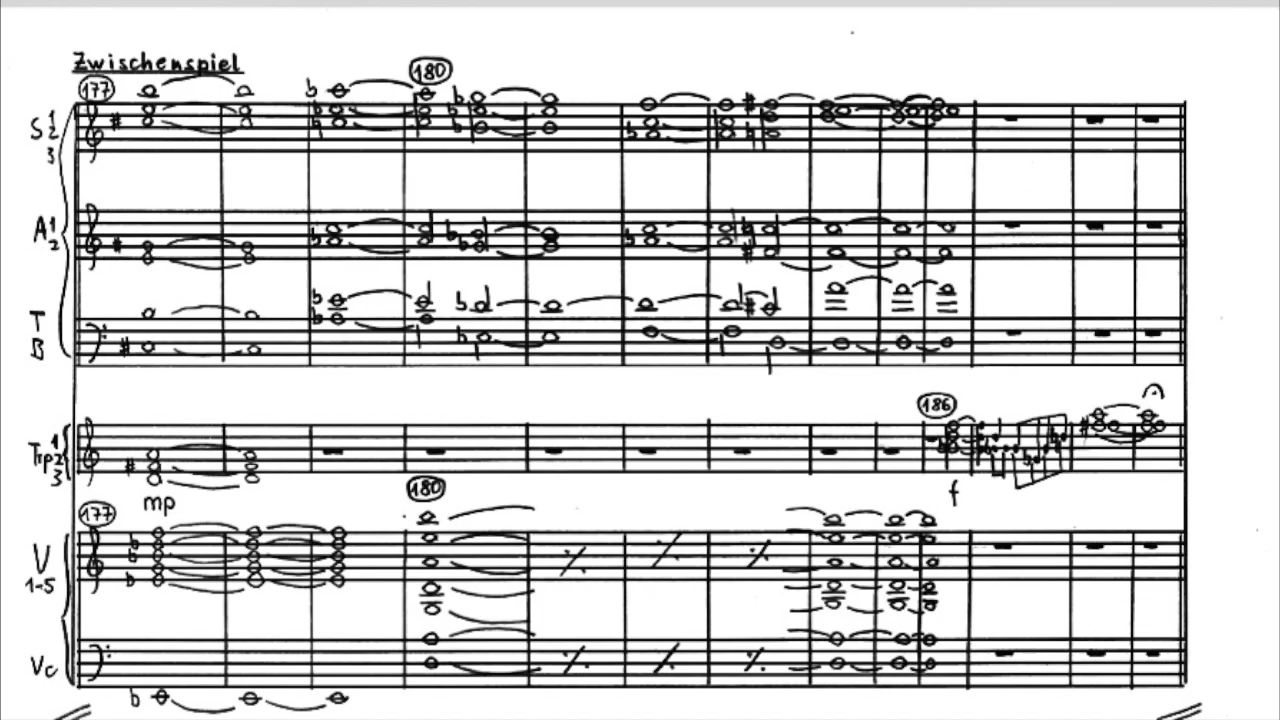 Zwischenspiel
177
180
S 1 2 3
A 1 2
T
B
186
Trp 1 2 3
mp
f
180
177
V
1-5
Vc